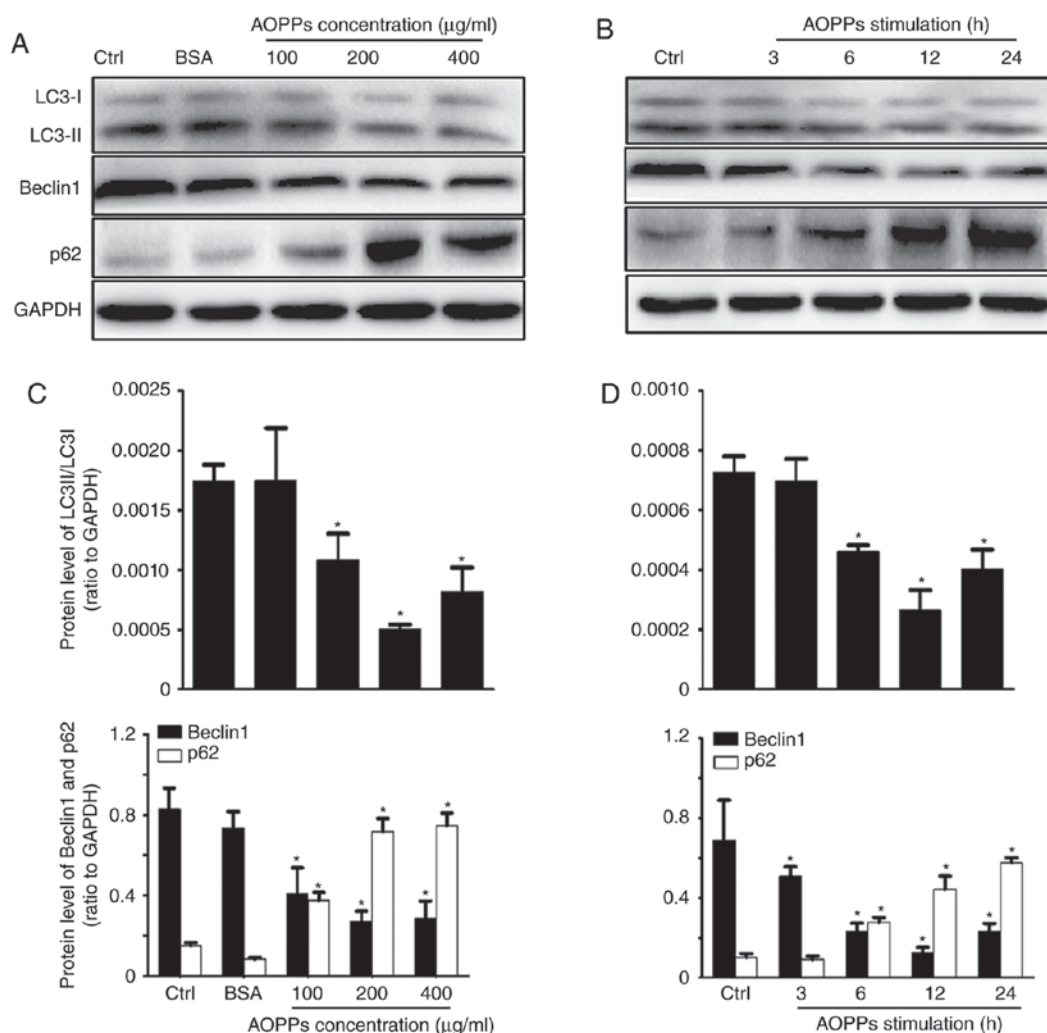 A
AOPPs concentration (μg/ml)
Ctrl BSA 100 200 400
LC3-I
LC3-II
Beclin1
p62
GAPDH
B
AOPPs stimulation (h)
Ctrl 3 6 12 24
C
Protein level of LC3II/LC3I
(ratio to GAPDH)
0.0025
0.0020
0.0015
0.0010
0.0005
0
* * *
D
0.0010
0.0008
0.0006
0.0004
0.0002
0
* * *
Protein level of Beclin1 and p62
(ratio to GAPDH)
Beclin1
p62
1.2
0.8
0.4
0
* * * * * *
Ctrl BSA 100 200 400
AOPPs concentration (μg/ml)
Beclin1
p62
1.2
0.8
0.4
0
* * * * * * *
Ctrl 3 6 12 24
AOPPs stimulation (h)